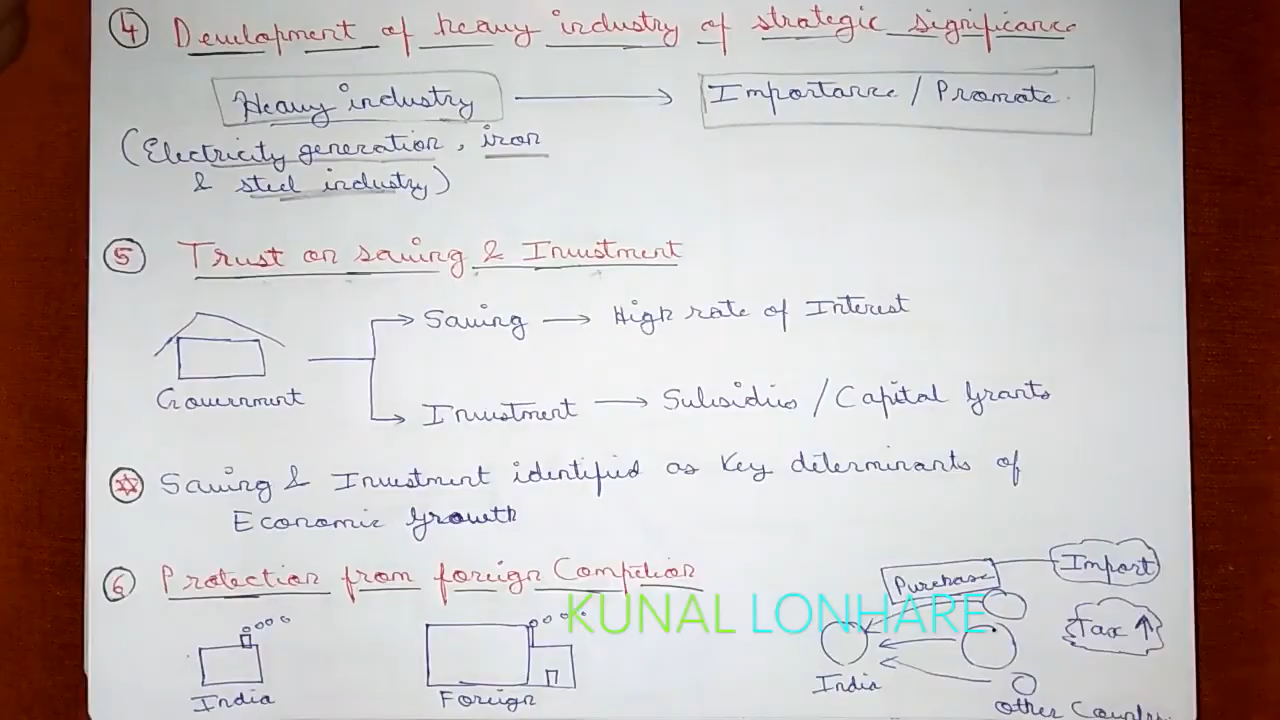 ④ Development of heavy industry of strategic significance
Heavy industry → Importance / Promote.
(Electricity generation, iron
& steel industry)
⑤ Trust on saving & Investment
Saving → High rate of Interest
Government
Investment → Subsidies / Capital Grants
Saving & Investment identified as Key determinants of
Economic Growth
⑥ Protection from foreign Compition
Purchase
Import
Tax ↑
KUNAL LONHARE
India
Foreign
India
Other Country